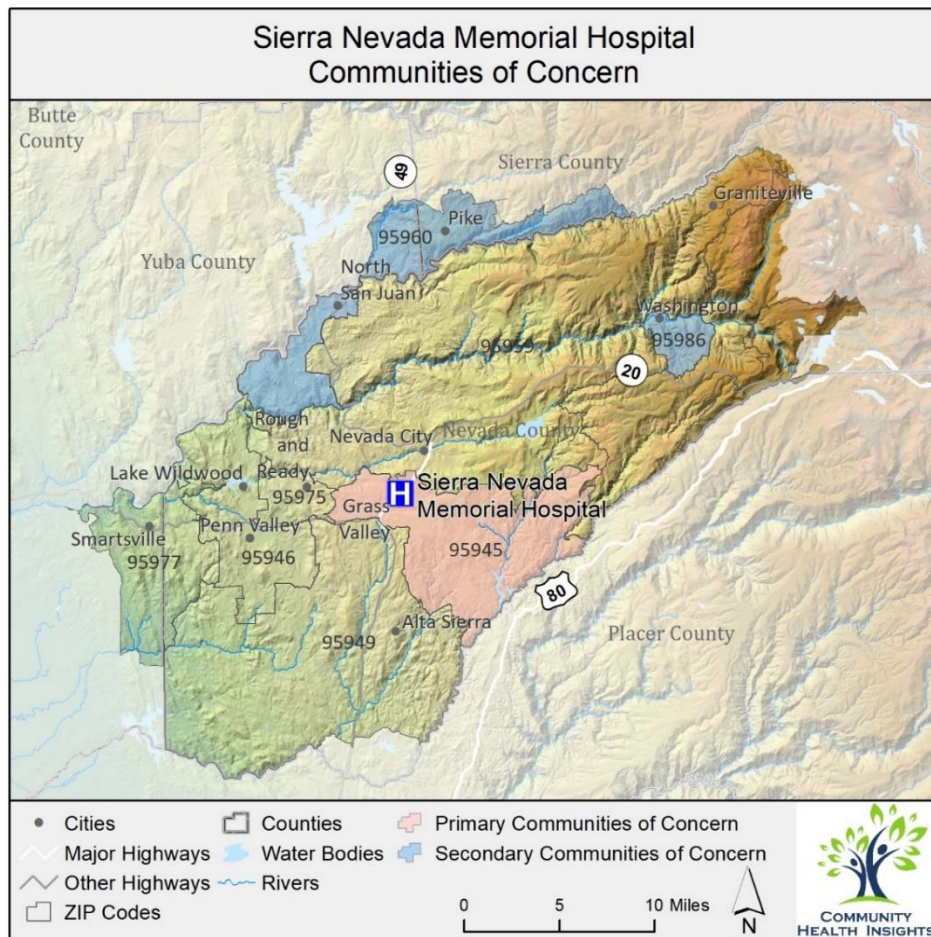 Sierra Nevada Memorial Hospital
Communities of Concern
Butte
County
Sierra County
49
Graniteville
Pike
95960
Yuba County
North
San Juan
Washington
95959
95986
20
Rough
and
Ready
Nevada City
Nevada County
Lake Wildwood
95975
H
Sierra Nevada
Memorial Hospital
Grass
Valley
Smartsville
Penn Valley
95977
95946
95945
80
Placer County
Alta Sierra
95949
Cities
Counties
Primary Communities of Concern
Major Highways
Water Bodies
Secondary Communities of Concern
Other Highways
Rivers
ZIP Codes
0 5 10 Miles
N
COMMUNITY
HEALTH INSIGHTS